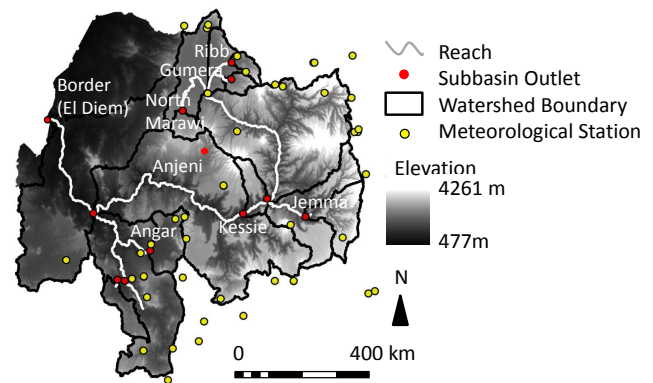 Ribb
Gumera
Border
(El Diem)
North
Marawi
Anjeni
Jemma
Kessie
Angar
Reach
Subbasin Outlet
Watershed Boundary
Meteorological Station
Elevation
4261 m
477m
N
0 400 km